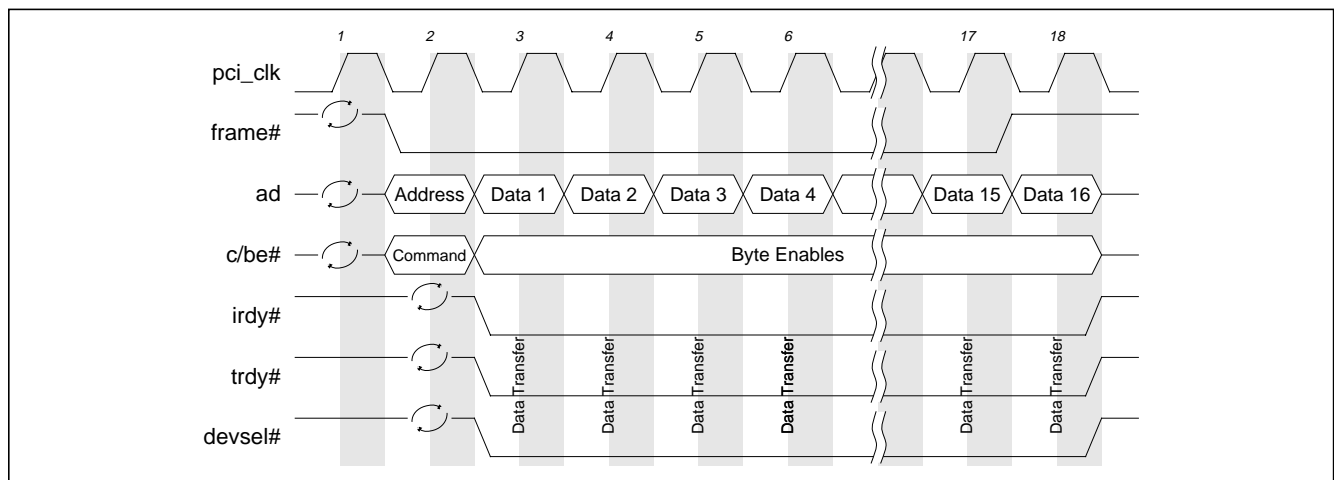 1 2 3 4 5 6 17 18
pci_clk
frame#
ad Address Data 1 Data 2 Data 3 Data 4 Data 15 Data 16
c/be# Command Byte Enables
irdy#
trdy#
Data Transfer Data Transfer Data Transfer Data Transfer Data Transfer Data Transfer
devsel#